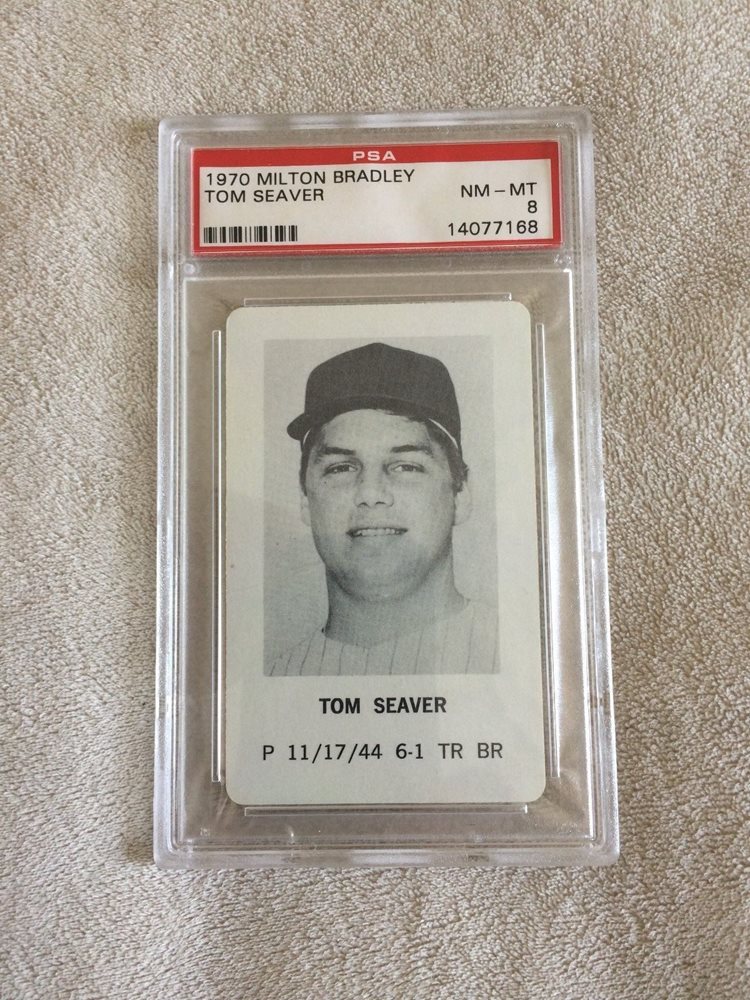 PSA
1970 MILTON BRADLEY
TOM SEAVER
NM - MT
8
14077168
TOM SEAVER
P 11/17/44 6-1 TR BR